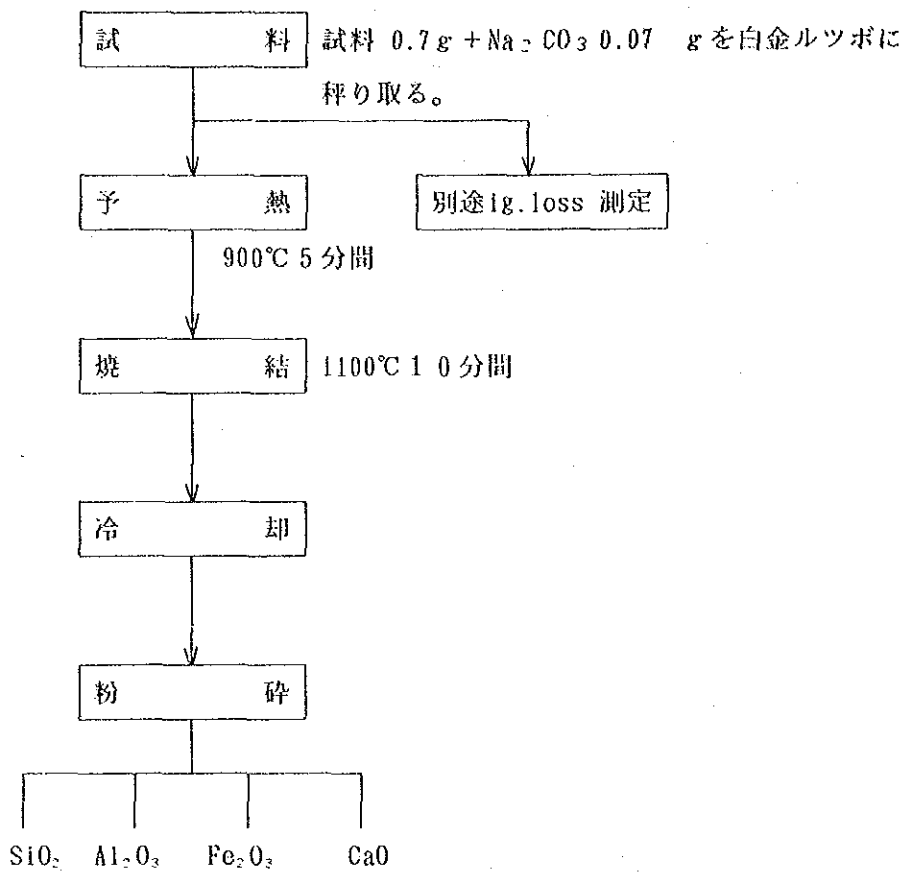 試料 試料 0.7g+Na₂CO₃ 0.07 gを白金ルツボに
秤り取る。
予熱 別途ig.loss 測定
900℃ 5分間
焼結 1100℃ 10分間
冷却
粉砕
SiO₂ Al₂O₃ Fe₂O₃ CaO